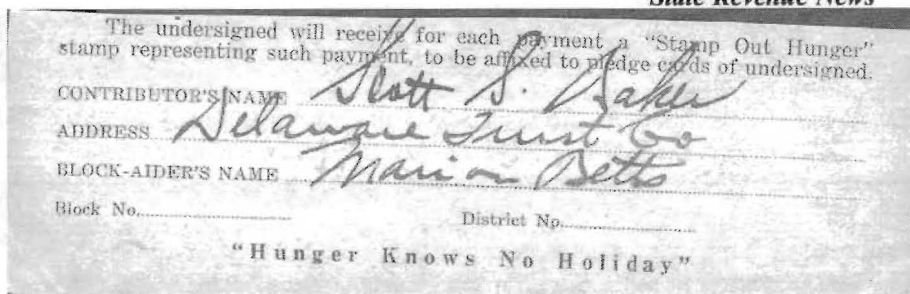 State Revenue News
The undersigned will receive for each payment a "Stamp Out Hunger"
stamp representing such payment, to be affixed to pledge cards of undersigned.
CONTRIBUTOR'S NAME Scott S. Baker
ADDRESS Delaware Trust Co
BLOCK-AIDER'S NAME Marion Betts
Block No. District No.
"Hunger Knows No Holiday"